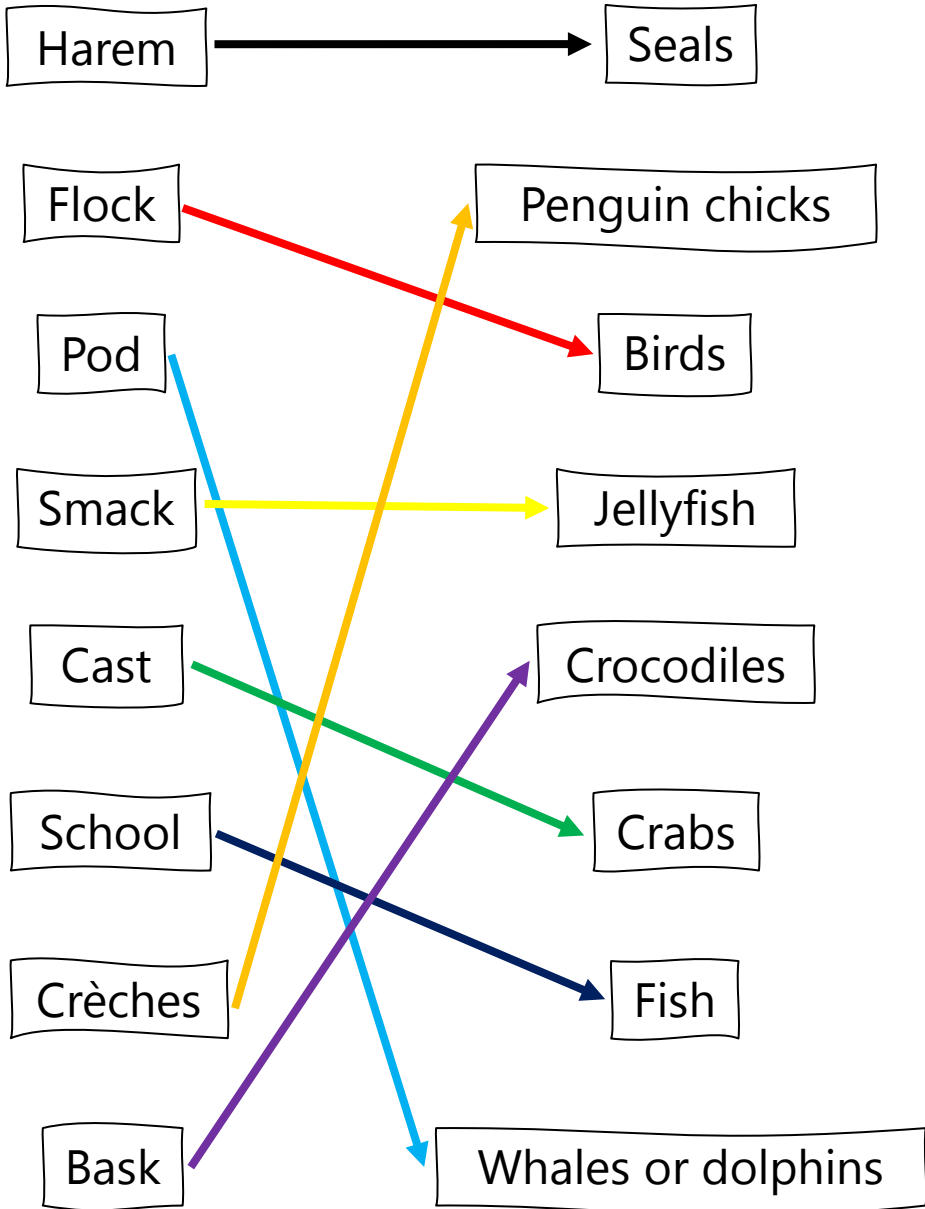 Harem
Seals
Flock
Penguin chicks
Pod
Birds
Smack
Jellyfish
Cast
Crocodiles
School
Crabs
Crèches
Fish
Bask
Whales or dolphins